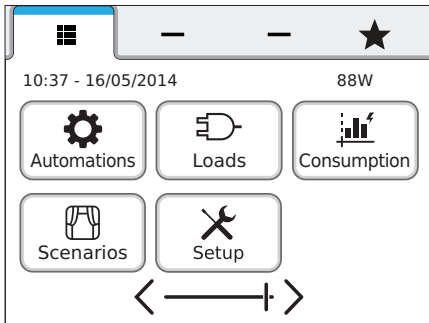 10:37 - 16/05/2014 88W
Automations Loads Consumption
Scenarios Setup